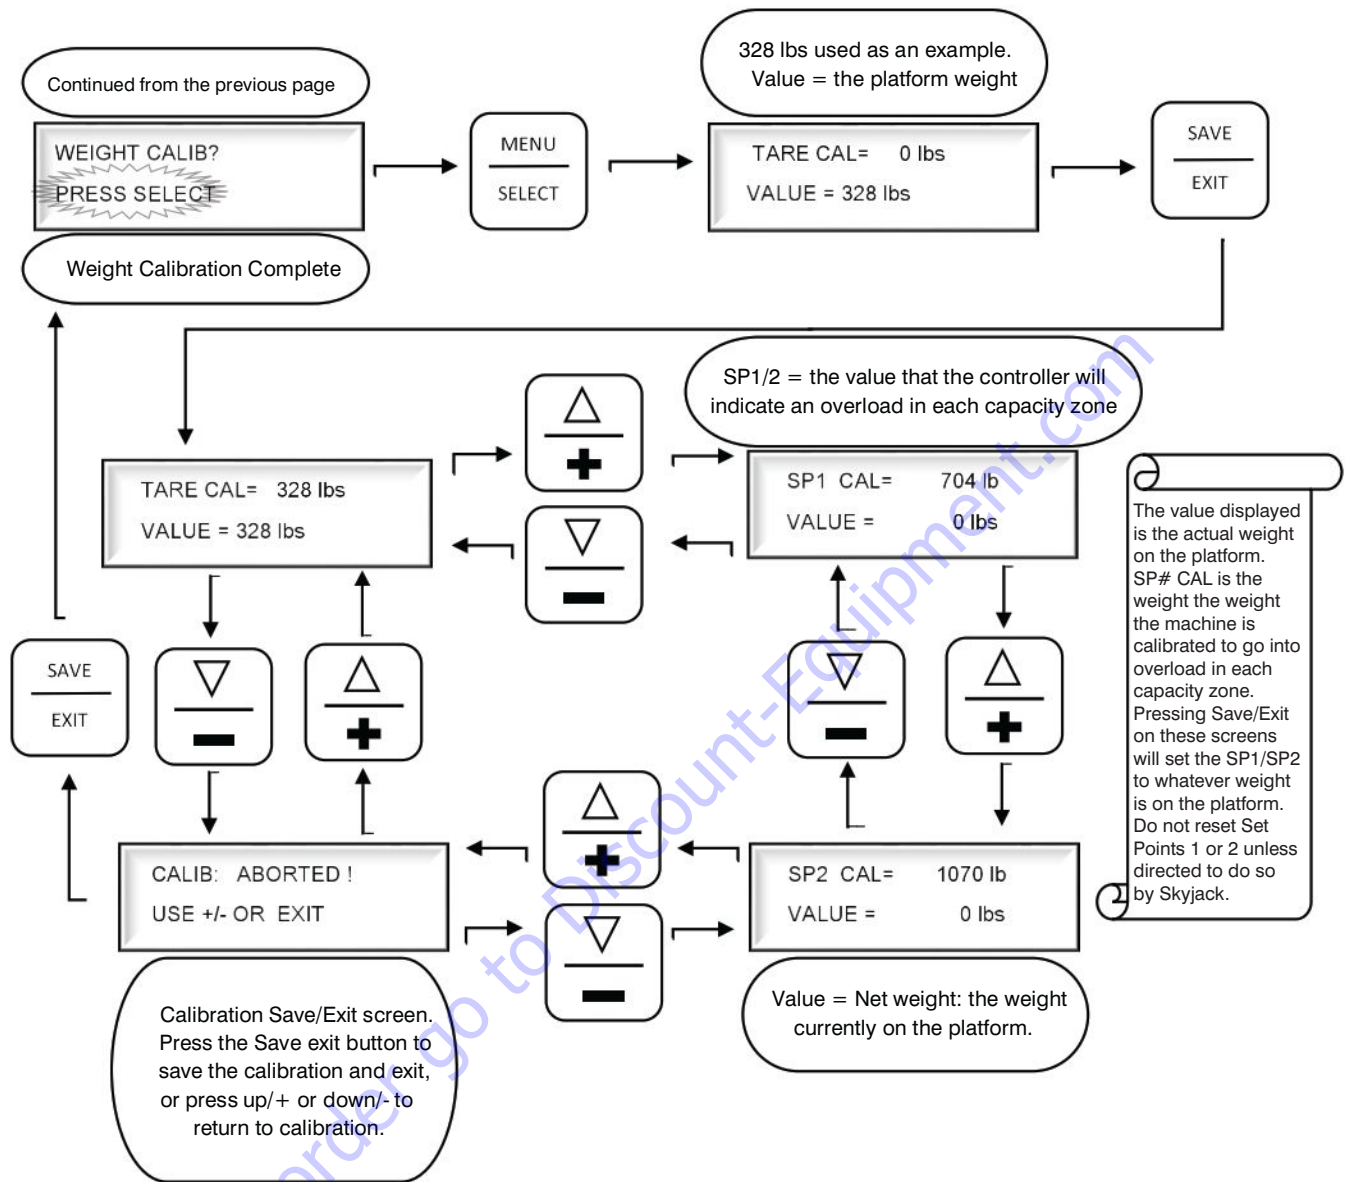 Continued from the previous page
WEIGHT CALIB?
PRESS SELECT
Weight Calibration Complete
MENU
SELECT
328 lbs used as an example.
Value = the platform weight
TARE CAL= 0 lbs
VALUE = 328 lbs
SAVE
EXIT
SP1/2 = the value that the controller will
indicate an overload in each capacity zone
TARE CAL= 328 lbs
VALUE = 328 lbs
SP1 CAL= 704 lb
VALUE = 0 lbs
The value displayed
is the actual weight
on the platform.
SP# CAL is the
weight the weight
the machine is
calibrated to go into
overload in each
capacity zone.
Pressing Save/Exit
on these screens
will set the SP1/SP2
to whatever weight
is on the platform.
Do not reset Set
Points 1 or 2 unless
directed to do so
by Skyjack.
SAVE
EXIT
CALIB: ABORTED !
USE +/- OR EXIT
SP2 CAL= 1070 lb
VALUE = 0 lbs
Calibration Save/Exit screen.
Press the Save exit button to
save the calibration and exit,
or press up/+ or down/- to
return to calibration.
Value = Net weight: the weight
currently on the platform.
order go to Discount-Equipment.com